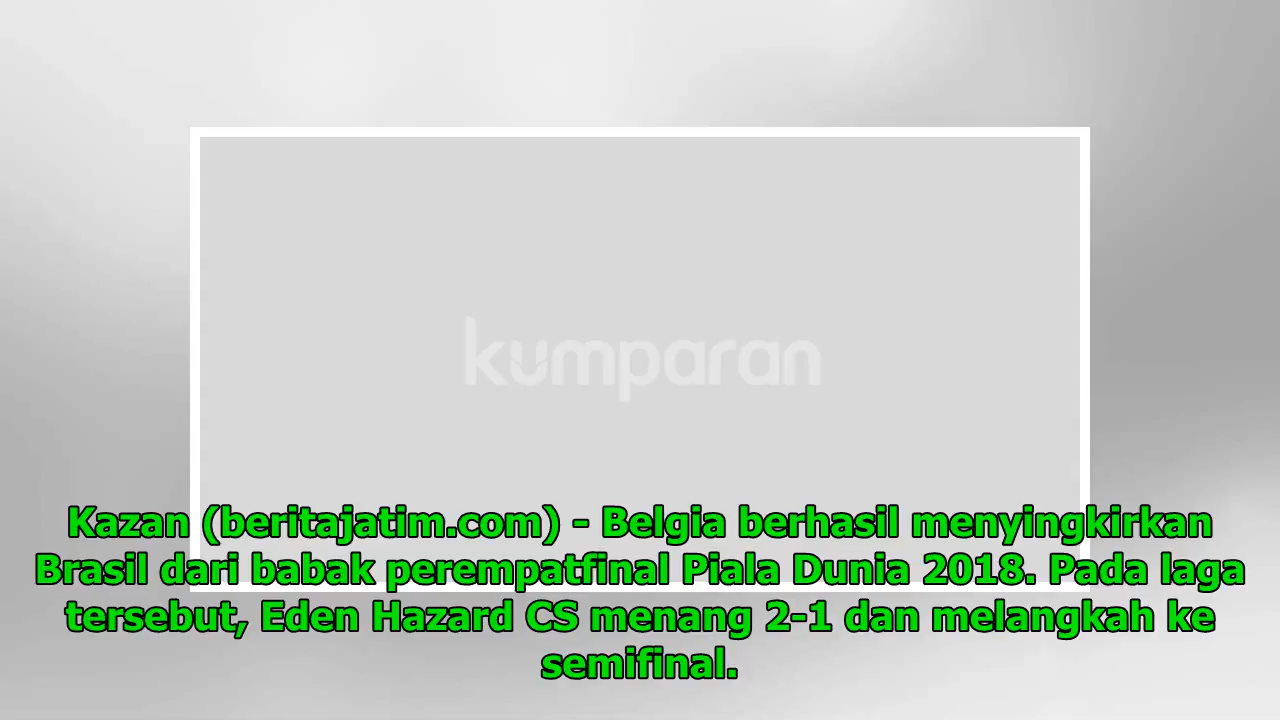 kumparan
Kazan (beritajatim.com) - Belgia berhasil menyingkirkan
Brasil dari babak perempatfinal Piala Dunia 2018. Pada laga
tersebut, Eden Hazard CS menang 2-1 dan melangkah ke
semifinal.